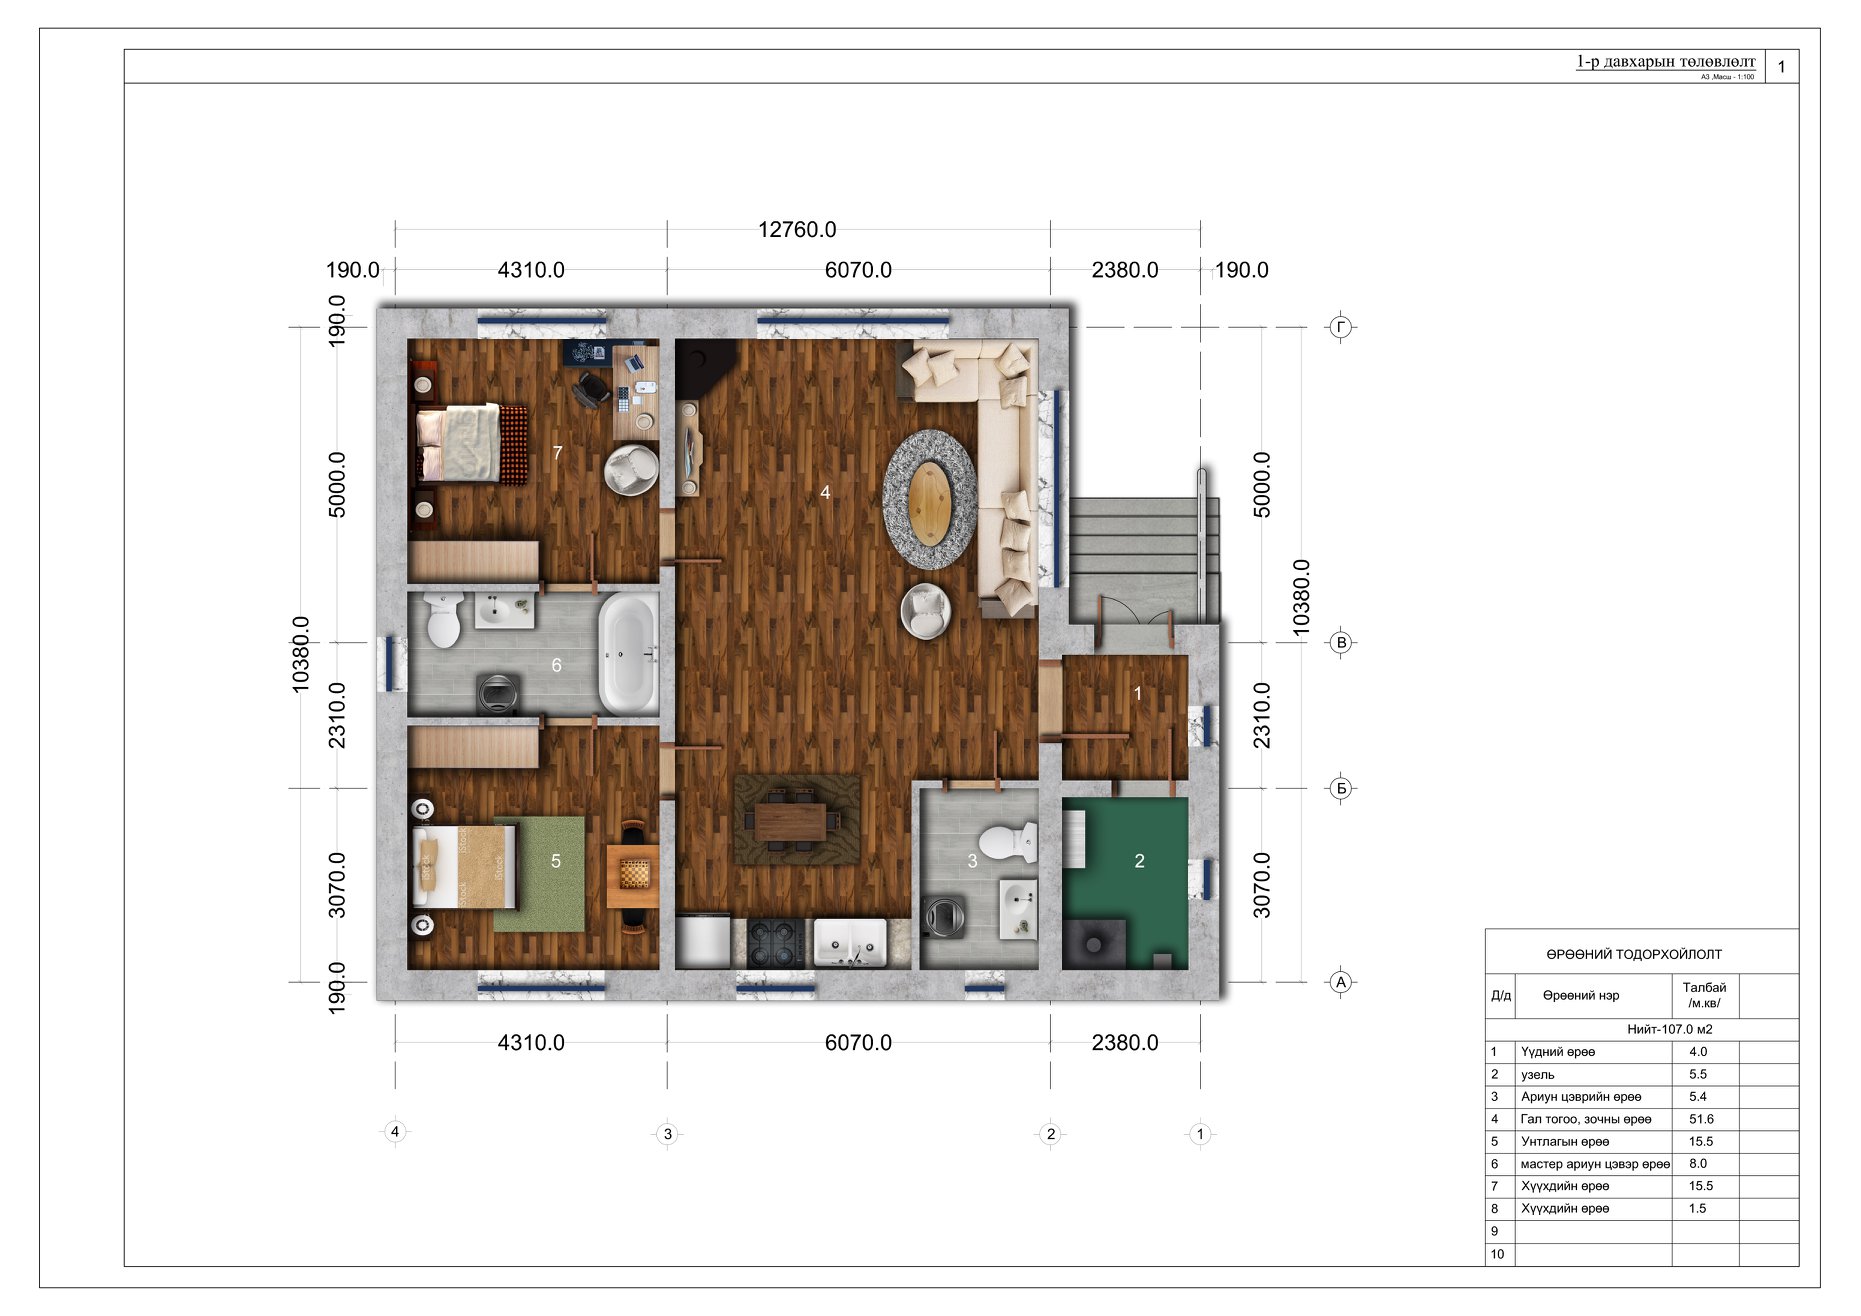 1-р давхарын төлөвлөлт
А3 ,Масш - 1:100
1
12760.0
190.0 4310.0 6070.0 2380.0 190.0
190.0
5000.0
2310.0
3070.0
190.0
10380.0
5000.0
2310.0
3070.0
10380.0
Г
В
Б
А
7
4
6
1
5
3
2
iStock
iStock
iStock
iStock
4310.0 6070.0 2380.0
4 3 2 1
ӨРӨӨНИЙ ТОДОРХОЙЛОЛТ
Д/д Өрөөний нэр Талбай /м.кв/
Нийт-107.0 м2
1 Үүдний өрөө 4.0
2 узель 5.5
3 Ариун цэврийн өрөө 5.4
4 Гал тогоо, зочны өрөө 51.6
5 Унтлагын өрөө 15.5
6 мастер ариун цэвэр өрөө 8.0
7 Хүүхдийн өрөө 15.5
8 Хүүхдийн өрөө 1.5
9
10